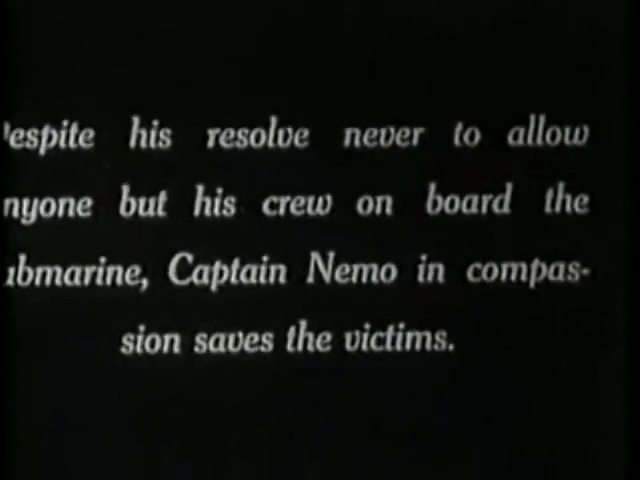 espite his resolve never to allow
nyone but his crew on board the
bmarine, Captain Nemo in compas-
sion saves the victims.